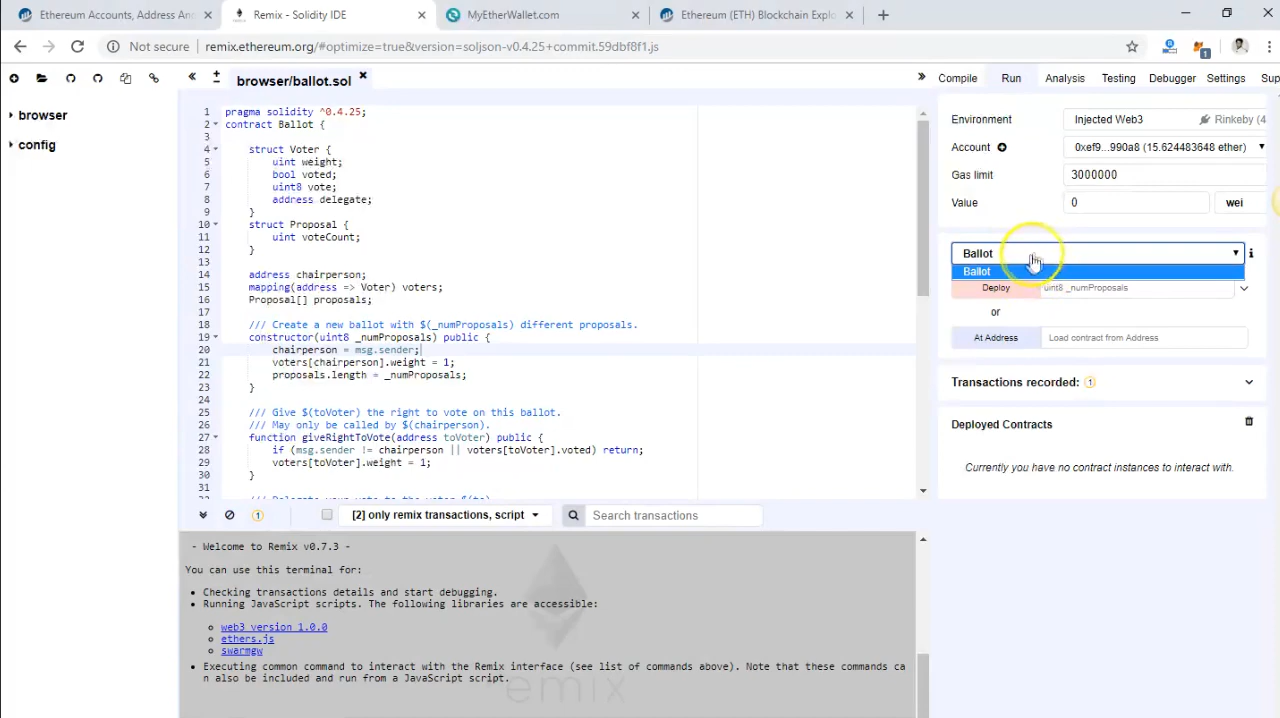 Ethereum Accounts, Address An
Remix - Solidity IDE
MyEtherWallet.com
Ethereum (ETH) Blockchain Explo
Not secure
remix.ethereum.org/#optimize=true&version=soljson-v0.4.25+commit.59dbf8f1.js
1
browser/ballot.sol
Compile
Run
Analysis
Testing
Debugger
Settings
Sup
browser
config
1 pragma solidity ^0.4.25;
2 contract Ballot {
3
4 struct Voter {
5 uint weight;
6 bool voted;
7 uint8 vote;
8 address delegate;
9 }
10 struct Proposal {
11 uint voteCount;
12 }
13
14 address chairperson;
15 mapping(address => Voter) voters;
16 Proposal[] proposals;
17
18 /// Create a new ballot with $(_numProposals) different proposals.
19 constructor(uint8 _numProposals) public {
20 chairperson = msg.sender;
21 voters[chairperson].weight = 1;
22 proposals.length = _numProposals;
23 }
24
25 /// Give $(toVoter) the right to vote on this ballot.
26 /// May only be called by $(chairperson).
27 function giveRightToVote(address toVoter) public {
28 if (msg.sender != chairperson || voters[toVoter].voted) return;
29 voters[toVoter].weight = 1;
30 }
31
32 /// Delegate your vote to the voter $(to).
Environment
Injected Web3
Rinkeby (4
Account
0xef9...990a8 (15.624483648 ether)
Gas limit
3000000
Value
0
wei
Ballot
Ballot
Deploy
uint8 _numProposals
or
At Address
Load contract from Address
Transactions recorded: 1
Deployed Contracts
Currently you have no contract instances to interact with.
1
[2] only remix transactions, script
Search transactions
- Welcome to Remix v0.7.3 -
You can use this terminal for:
• Checking transactions details and start debugging.
• Running JavaScript scripts. The following libraries are accessible:
web3 version 1.0.0
ethers.js
swarmgw
• Executing common command to interact with the Remix interface (see list of commands above). Note that these commands ca
n also be included and run from a JavaScript script.
emix